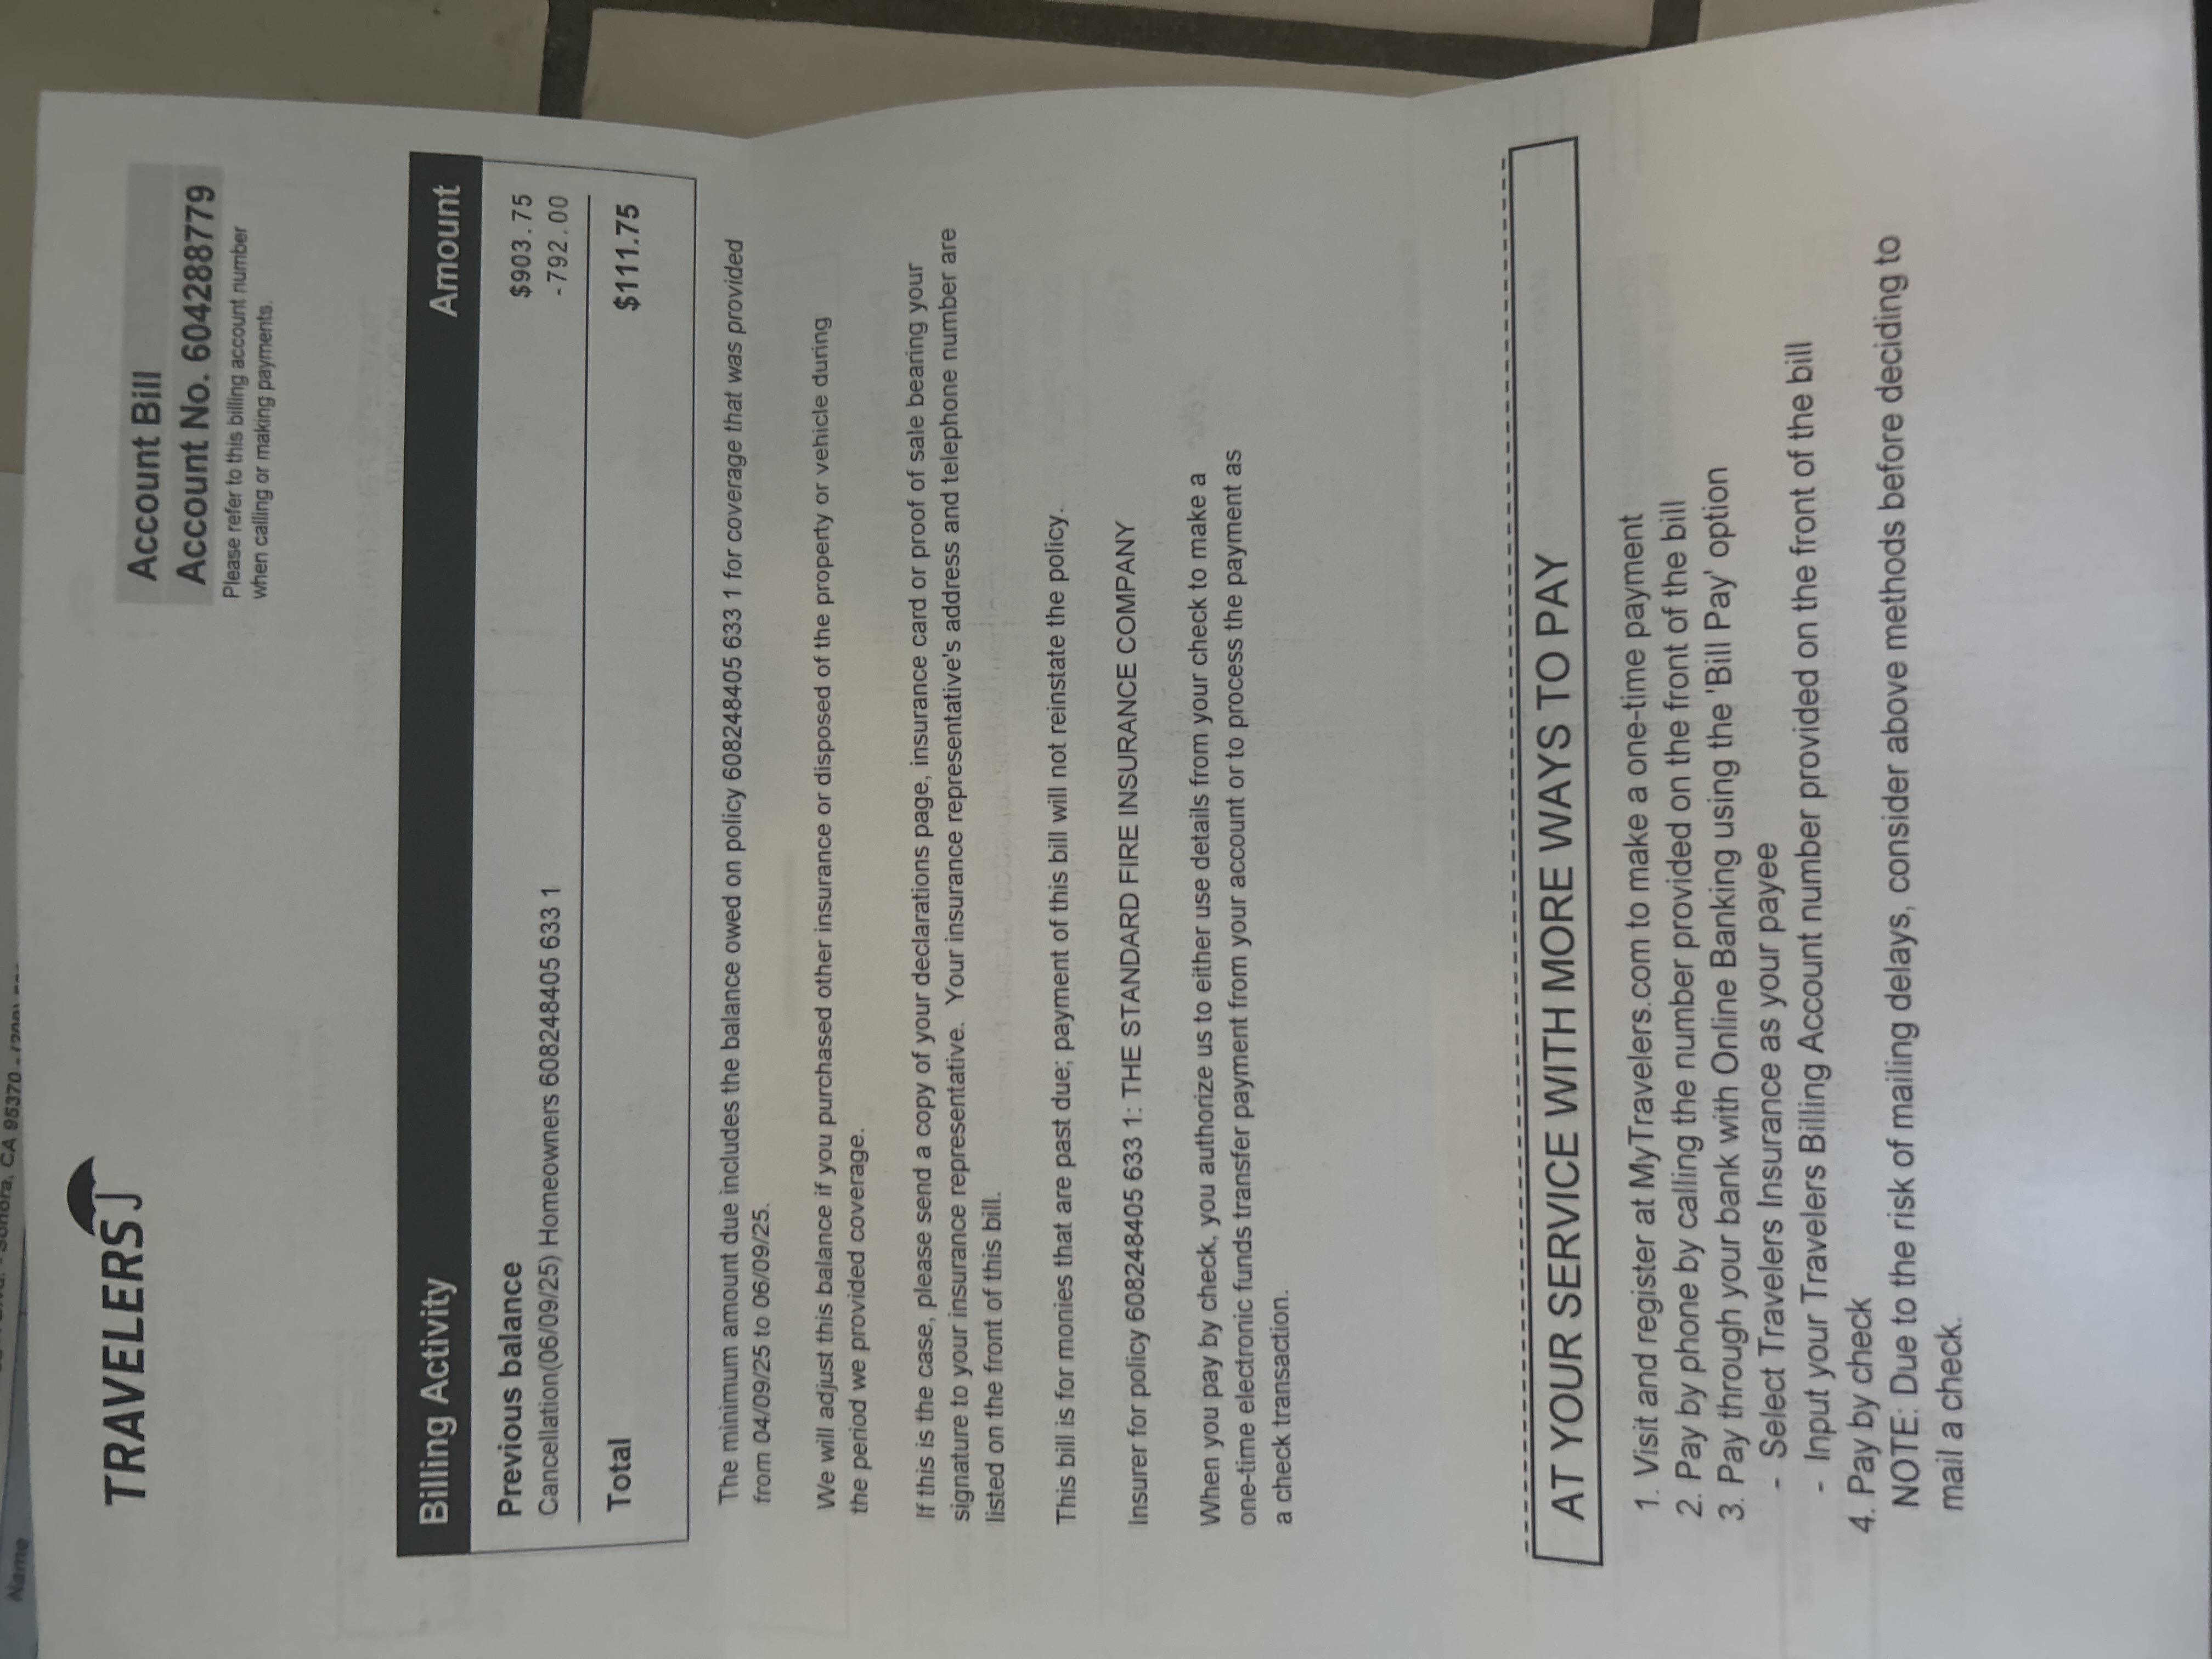 Name
Sonora, CA 95370
TRAVELERS
Account Bill
Account No. 604288779
Please refer to this billing account number
when calling or making payments.
Billing Activity Amount
Previous balance $903.75
Cancellation(06/09/25) Homeowners 608248405 633 1 -792.00
Total $111.75
The minimum amount due includes the balance owed on policy 608248405 633 1 for coverage that was provided
from 04/09/25 to 06/09/25.
We will adjust this balance if you purchased other insurance or disposed of the property or vehicle during
the period we provided coverage.
If this is the case, please send a copy of your declarations page, insurance card or proof of sale bearing your
signature to your insurance representative. Your insurance representative's address and telephone number are
listed on the front of this bill.
This bill is for monies that are past due; payment of this bill will not reinstate the policy.
Insurer for policy 608248405 633 1: THE STANDARD FIRE INSURANCE COMPANY
When you pay by check, you authorize us to either use details from your check to make a
one-time electronic funds transfer payment from your account or to process the payment as
a check transaction.
AT YOUR SERVICE WITH MORE WAYS TO PAY
1. Visit and register at MyTravelers.com to make a one-time payment
2. Pay by phone by calling the number provided on the front of the bill
3. Pay through your bank with Online Banking using the 'Bill Pay' option
- Select Travelers Insurance as your payee
- Input your Travelers Billing Account number provided on the front of the bill
4. Pay by check
NOTE: Due to the risk of mailing delays, consider above methods before deciding to
mail a check.